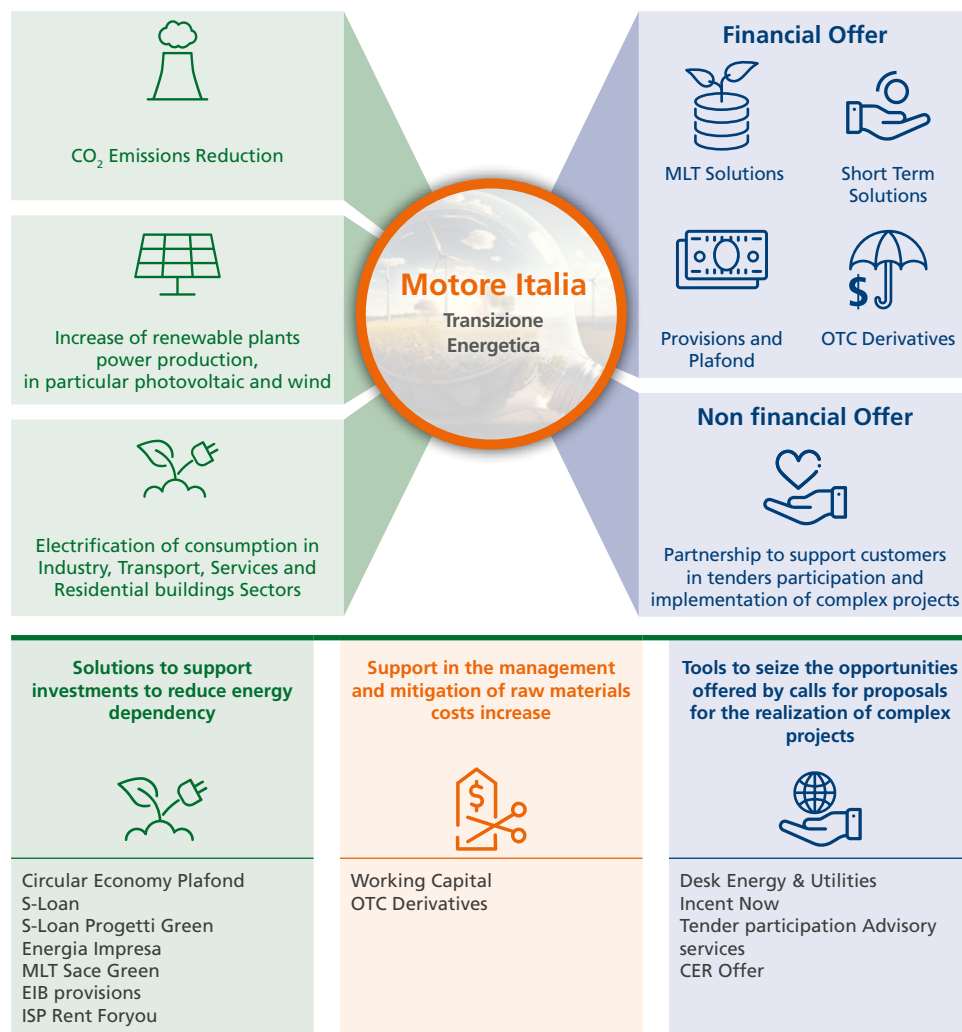 CO₂ Emissions Reduction
Increase of renewable plants
power production,
in particular photovoltaic and wind
Electrification of consumption in
Industry, Transport, Services and
Residential buildings Sectors
Motore Italia
Transizione
Energetica
Financial Offer
MLT Solutions
Short Term
Solutions
Provisions and
Plafond
$
OTC Derivatives
Non financial Offer
Partnership to support customers
in tenders participation and
implementation of complex projects
Solutions to support
investments to reduce energy
dependency
Circular Economy Plafond
S-Loan
S-Loan Progetti Green
Energia Impresa
MLT Sace Green
EIB provisions
ISP Rent Foryou
Support in the management
and mitigation of raw materials
costs increase
$
Working Capital
OTC Derivatives
Tools to seize the opportunities
offered by calls for proposals
for the realization of complex
projects
Desk Energy & Utilities
Incent Now
Tender participation Advisory
services
CER Offer